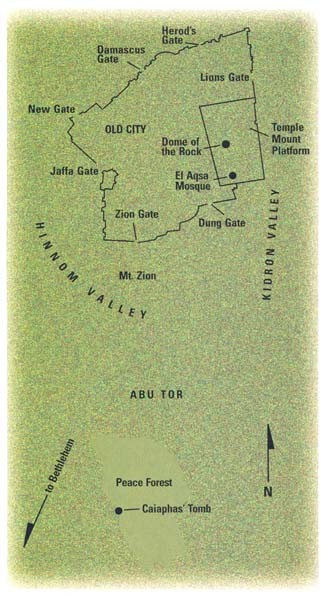 Herod's
Gate
Damascus
Gate
Lions Gate
New Gate
OLD CITY
Temple
Mount
Platform
Dome of
the Rock
Jaffa Gate
El Aqsa
Mosque
Zion Gate
Dung Gate
KIDRON VALLEY
HINNOM VALLEY
Mt. Zion
ABU TOR
to Bethlehem
N
Peace Forest
Caiaphas' Tomb